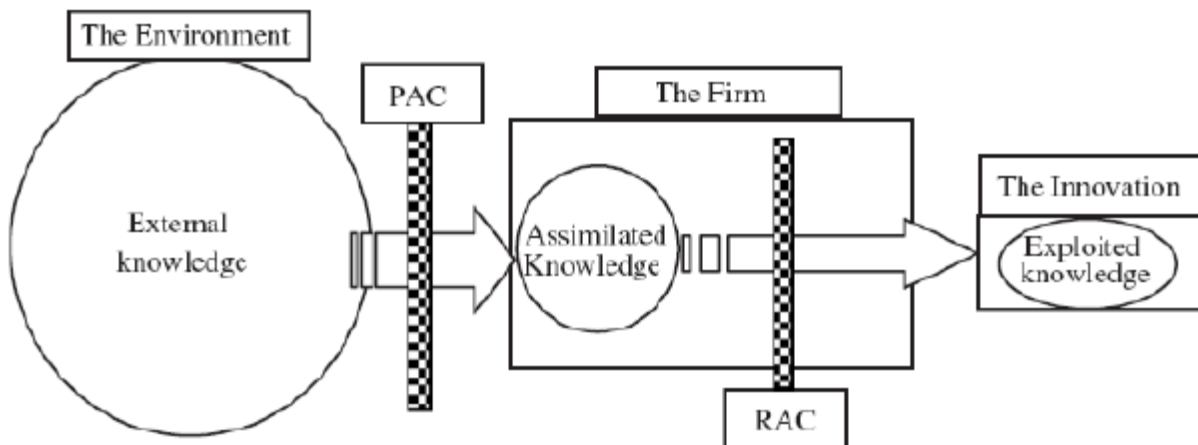 The Environment
PAC
The Firm
The Innovation
External
knowledge
Assimilated
Knowledge
Exploited
knowledge
RAC